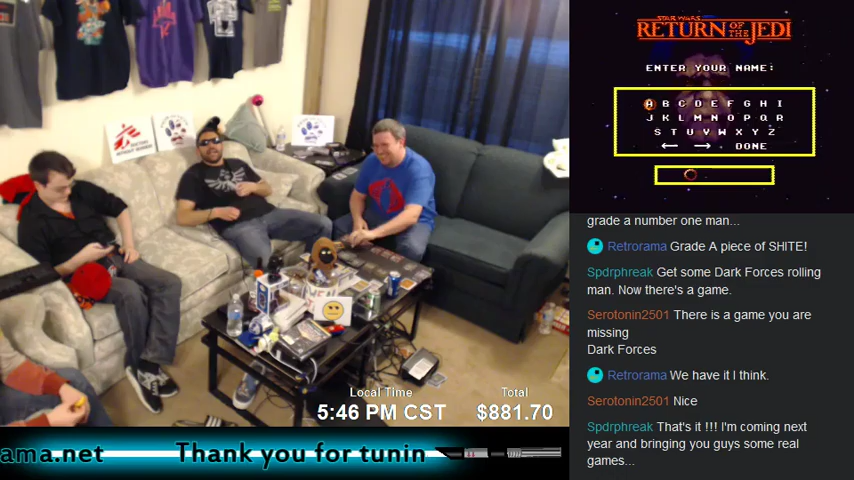 STAR WARS
RETURN OF THE JEDI
ENTER YOUR NAME:
A B C D E F G H I
J K L M N O P Q R
S T U V W X Y Z
← → DONE
grade a number one man...
Retrorama Grade A piece of SHITE!
Spdrphreak Get some Dark Forces rolling
man. Now there's a game.
Serotonin2501 There is a game you are
missing
Dark Forces
Retrorama We have it I think.
Serotonin2501 Nice
Spdrphreak That's it !!! I'm coming next
year and bringing you guys some real
games...
Local Time
5:46 PM CST
Total
$881.70
ama.net
Thank you for tunin